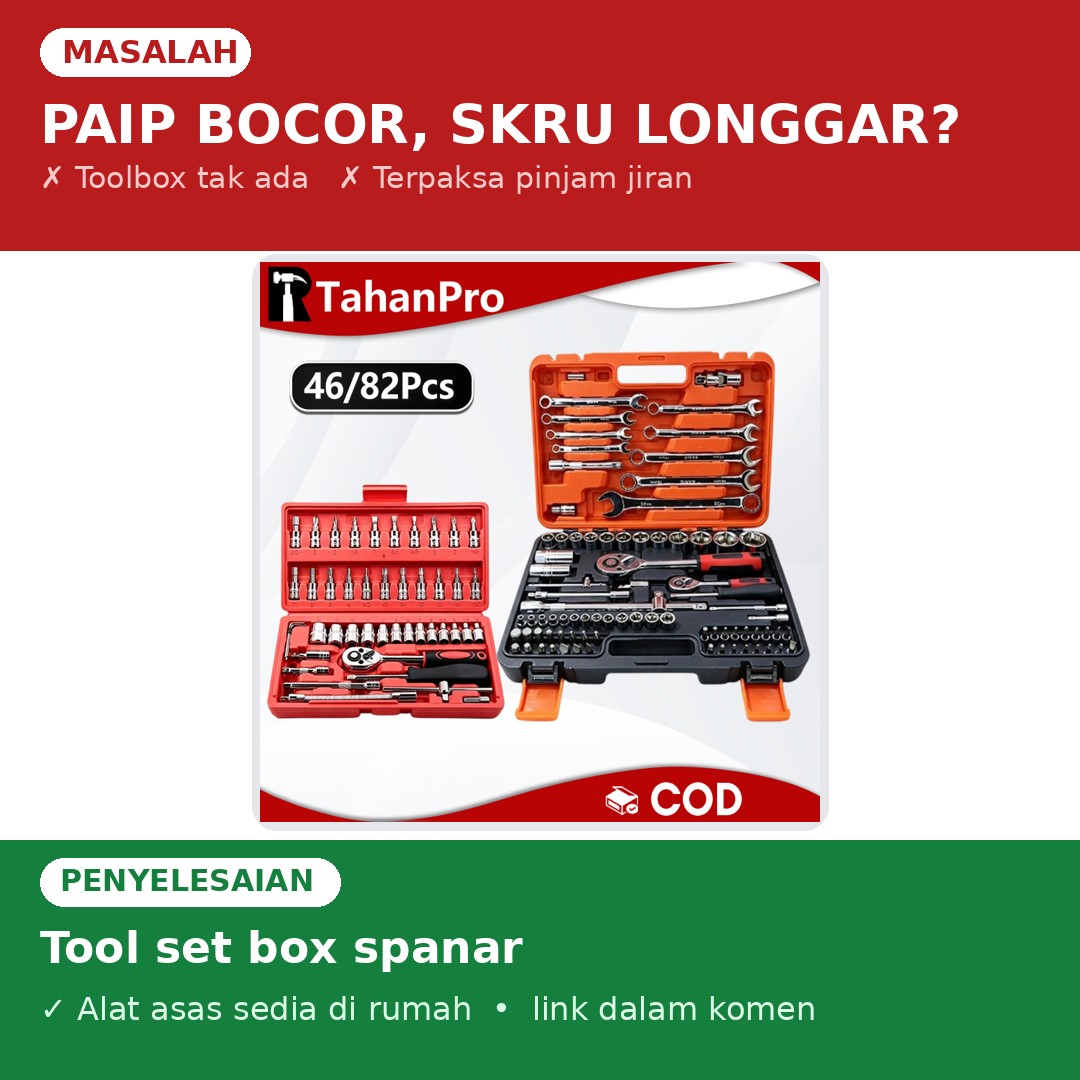 MASALAH
PAIP BOCOR, SKRU LONGGAR?
✗ Toolbox tak ada ✗ Terpaksa pinjam jiran
TahanPro
46/82Pcs
COD
PENYELESAIAN
Tool set box spanar
✓ Alat asas sedia di rumah • link dalam komen